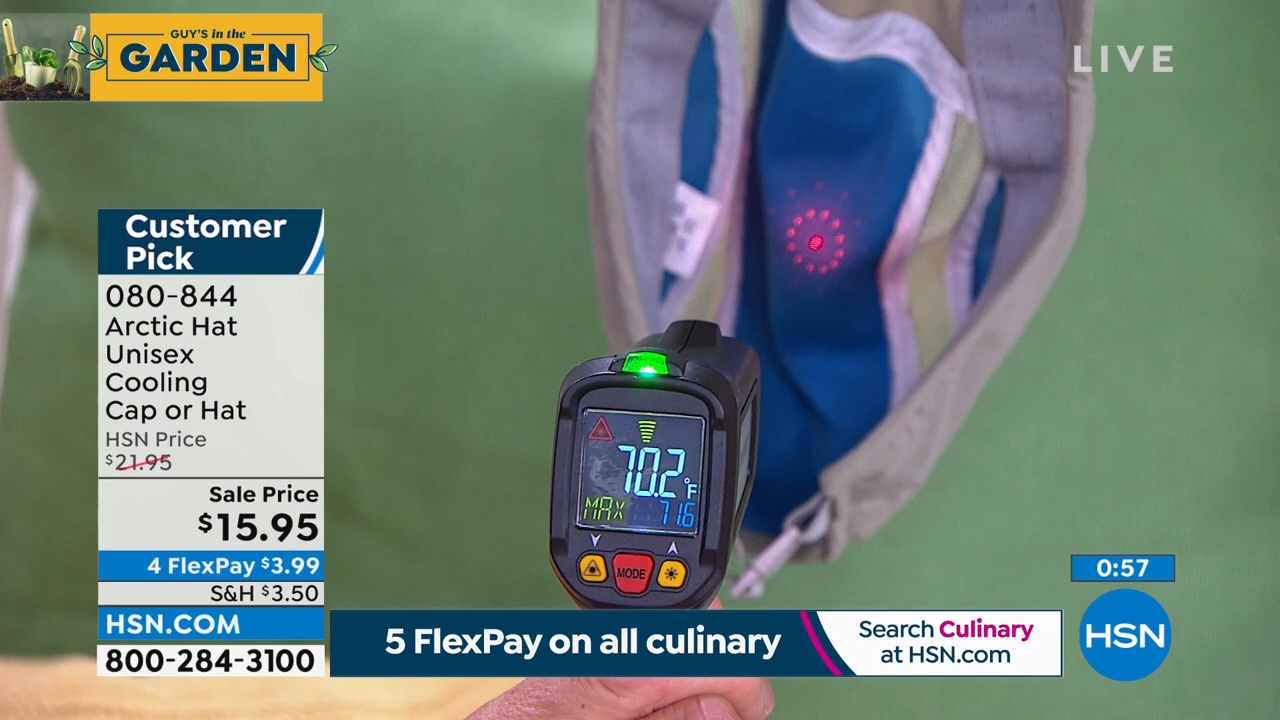 GUY'S in the
GARDEN
LIVE
Customer
Pick
080-844
Arctic Hat
Unisex
Cooling
Cap or Hat
HSN Price
$21.95
Sale Price
$15.95
4 FlexPay $3.99
S&H $3.50
HSN.COM
800-284-3100
70.2°F
MAX 71.6
MODE
5 FlexPay on all culinary
Search Culinary
at HSN.com
0:57
HSN